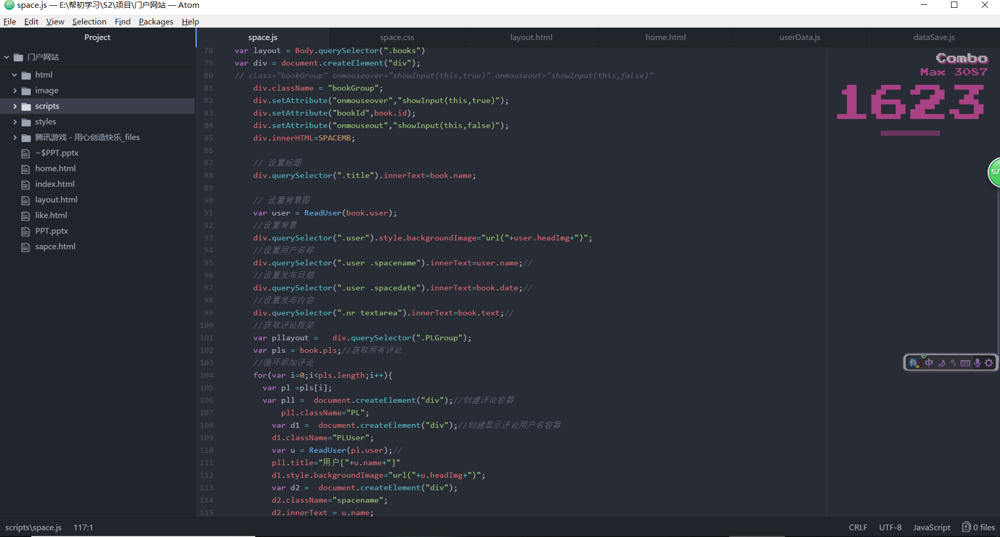 space.js — E:\帮初学习\S2\项目\门户网站 — Atom
File Edit View Selection Find Packages Help
Project
门户网站
html
image
scripts
styles
腾讯游戏 - 用心创造快乐_files
~$PPT.pptx
home.html
index.html
layout.html
like.html
PPT.pptx
sapce.html
space.js space.css layout.html home.html userData.js dataSave.js
78 var layout = Body.querySelector(".books")
79 var div = document.createElement("div");
80 // class="bookGroup" onmouseover="showInput(this,true)" onmouseout="showInput(this,false)"
81 div.className = "bookGroup";
82 div.setAttribute("onmouseover","showInput(this,true)");
83 div.setAttribute("bookId",book.id);
84 div.setAttribute("onmouseout","showInput(this,false)");
85 div.innerHTML=SPACEMB;
86
87 // 设置标题
88 div.querySelector(".title").innerText=book.name;
89
90 // 设置背景图
91 var user = ReadUser(book.user);
92 //设置背景
93 div.querySelector(".user").style.backgroundImage="url("+user.headImg+")";
94 //设置用户名称
95 div.querySelector(".user .spacename").innerText=user.name;//
96 //设置发布日期
97 div.querySelector(".user .spacedate").innerText=book.date;//
98 //设置发布内容
99 div.querySelector(".nr textarea").innerText=book.text;//
100 //获取评论框架
101 var pllayout =   div.querySelector(".PLGroup");
102 var pls = book.pls;//获取所有评论
103 //循环添加评论
104 for(var i=0;i<pls.length;i++){
105 var pl =pls[i];
106 var pll =  document.createElement("div");//创建评论容器
107 pll.className="PL";
108 var d1 =  document.createElement("div");//创建显示评论用户名容器
109 d1.className="PLUser";
110 var u = ReadUser(pl.user);//
111 pll.title="用户["+u.name+"]"
112 d1.style.backgroundImage="url("+u.headImg+")";
113 var d2 =  document.createElement("div");
114 d2.className="spacename";
115 d2.innerText = u.name;
Combo
Max 3087
1623
57
中
scripts\space.js 117:1 CRLF UTF-8 JavaScript 0 files